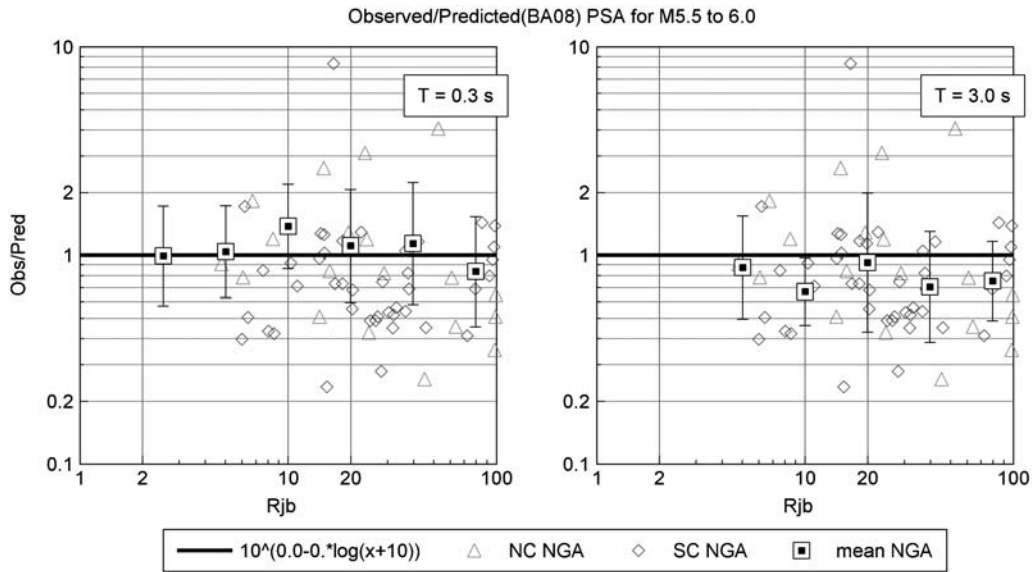 Observed/Predicted(BA08) PSA for M5.5 to 6.0
10
2
1
0.2
0.1
Obs/Pred
T = 0.3 s
1
2
10
20
100
Rjb
10
2
1
0.2
0.1
T = 3.0 s
1
2
10
20
100
Rjb
10^(0.0-0.*log(x+10))
NC NGA
SC NGA
mean NGA